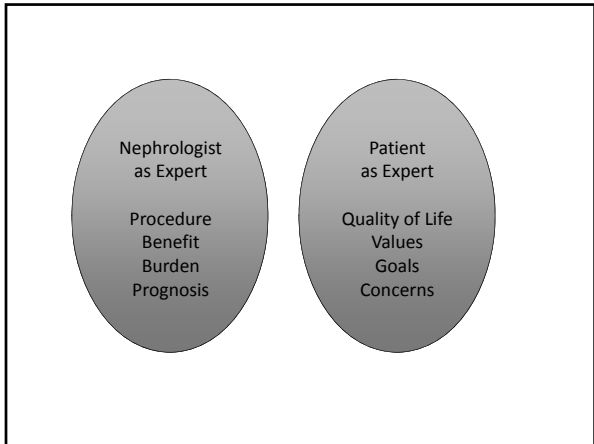 Nephrologist
as Expert
Procedure
Benefit
Burden
Prognosis
Patient
as Expert
Quality of Life
Values
Goals
Concerns